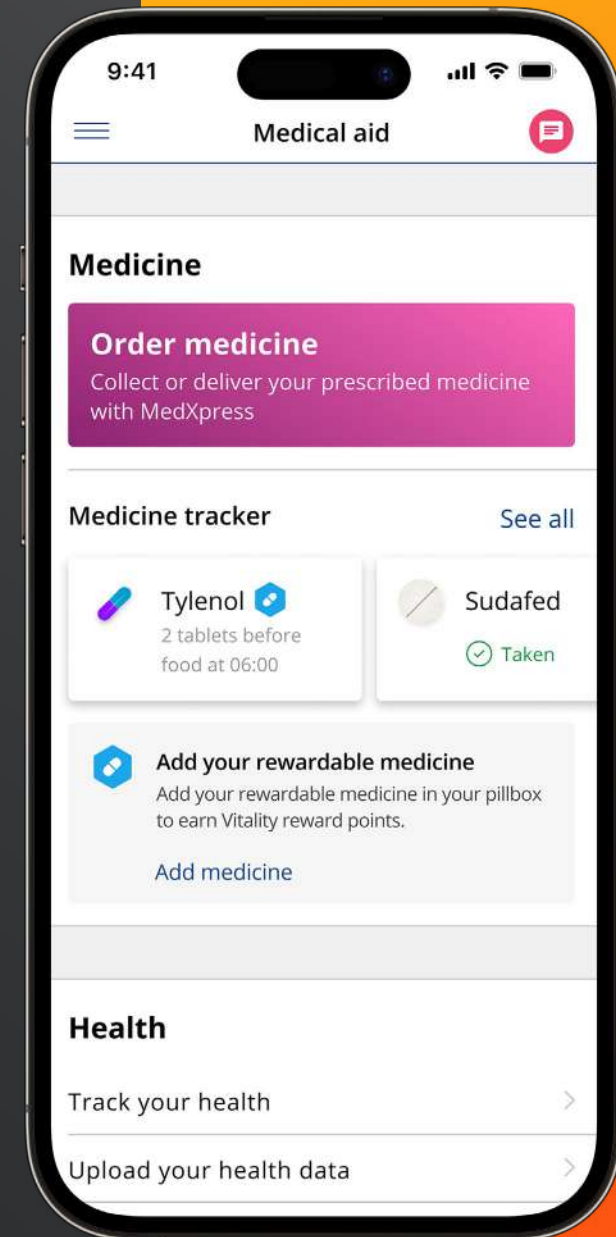 9:41
Medical aid
Medicine
Order medicine
Collect or deliver your prescribed medicine
with MedXpress
Medicine tracker
See all
Tylenol
2 tablets before
food at 06:00
Sudafed
Taken
Add your rewardable medicine
Add your rewardable medicine in your pillbox
to earn Vitality reward points.
Add medicine
Health
Track your health
Upload your health data